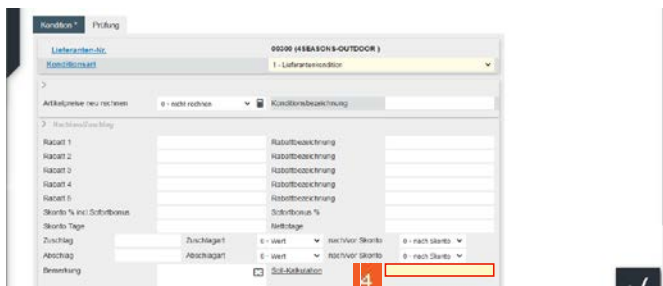 Kondition * Prüfung
Lieferanten-Nr. 00300 (4SEASONS-OUTDOOR )
Konditionsart 1 - Lieferantenkondition
>
Artikelpreise neu rechnen 0 - nicht rechnen Konditionsbezeichnung
> Nachlass/Zuschlag
Rabatt 1 Rabattbezeichnung
Rabatt 2 Rabattbezeichnung
Rabatt 3 Rabattbezeichnung
Rabatt 4 Rabattbezeichnung
Rabatt 5 Rabattbezeichnung
Skonto % incl Sofortbonus Sofortbonus %
Skonto Tage Nettotage
Zuschlag Zuschlagart 0 - Wert nach/vor Skonto 0 - nach Skonto
Abschlag Abschlagart 0 - Wert nach/vor Skonto 0 - nach Skonto
Bemerkung Soll-Kalkulation
4